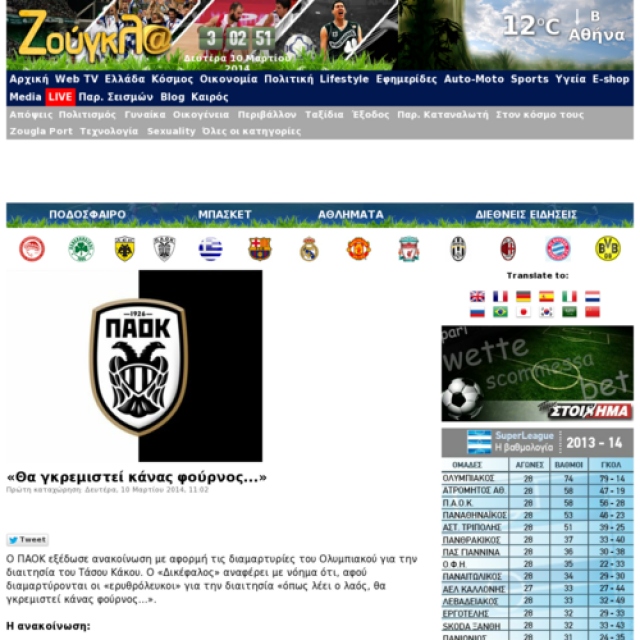 Ζούγκλ@
3 02 51
Δευτέρα 10 Μαρτίου
2014
12°C Β
Αθήνα
Αρχική Web TV Ελλάδα Κόσμος Οικονομία Πολιτική Lifestyle Εφημερίδες Auto-Moto Sports Υγεία E-shop
Media LIVE Παρ. Σεισμών Blog Καιρός
Απόψεις Πολιτισμός Γυναίκα Οικογένεια Περιβάλλον Ταξίδια Έξοδος Παρ. Καταναλωτή Στον κόσμο τους
Zougla Port Τεχνολογία Sexuality Όλες οι κατηγορίες
ΠΟΔΟΣΦΑΙΡΟ ΜΠΑΣΚΕΤ ΑΘΛΗΜΑΤΑ ΔΙΕΘΝΕΙΣ ΕΙΔΗΣΕΙΣ
Translate to:
1926
ΠΑΟΚ
«Θα γκρεμιστεί κάνας φούρνος...»
Πρώτη καταχώρηση: Δευτέρα, 10 Μαρτίου 2014, 11:02
Tweet
Ο ΠΑΟΚ εξέδωσε ανακοίνωση με αφορμή τις διαμαρτυρίες του Ολυμπιακού για την
διαιτησία του Τάσου Κάκου. Ο «Δικέφαλος» αναφέρει με νόημα ότι, αφού
διαμαρτύρονται οι «ερυθρόλευκοι» για την διαιτησία «όπως λέει ο λαός, θα
γκρεμιστεί κάνας φούρνος...».
Η ανακοίνωση:
pari
wette
scommessa
bet
ΣΤΟΙΧΗΜΑ
SuperLeague
Η βαθμολογία 2013 - 14
ΟΜΑΔΕΣ ΑΓΩΝΕΣ ΒΑΘΜΟΙ ΓΚΟΛ
ΟΛΥΜΠΙΑΚΟΣ 28 74 79 - 14
ΑΤΡΟΜΗΤΟΣ ΑΘ. 28 58 47 - 19
Π.Α.Ο.Κ. 28 58 56 - 28
ΠΑΝΑΘΗΝΑΪΚΟΣ 28 53 48 - 23
ΑΣΤ. ΤΡΙΠΟΛΗΣ 28 51 39 + 25
ΠΑΝΘΡΑΚΙΚΟΣ 28 37 33 - 40
ΠΑΣ ΓΙΑΝΝΙΝΑ 28 36 30 - 38
Ο.Φ.Η. 28 35 22 - 33
ΠΑΝΑΙΤΩΛΙΚΟΣ 28 34 29 - 30
ΑΕΛ ΚΑΛΛΟΝΗΣ 27 33 27 - 44
ΛΕΒΑΔΕΙΑΚΟΣ 28 33 32 - 49
ΕΡΓΟΤΕΛΗΣ 28 32 29 - 33
SKODA ΞΑΝΘΗ 28 32 33 - 43
ΠΑΝΙΩΝΙΟΣ 28 31 24 - 35